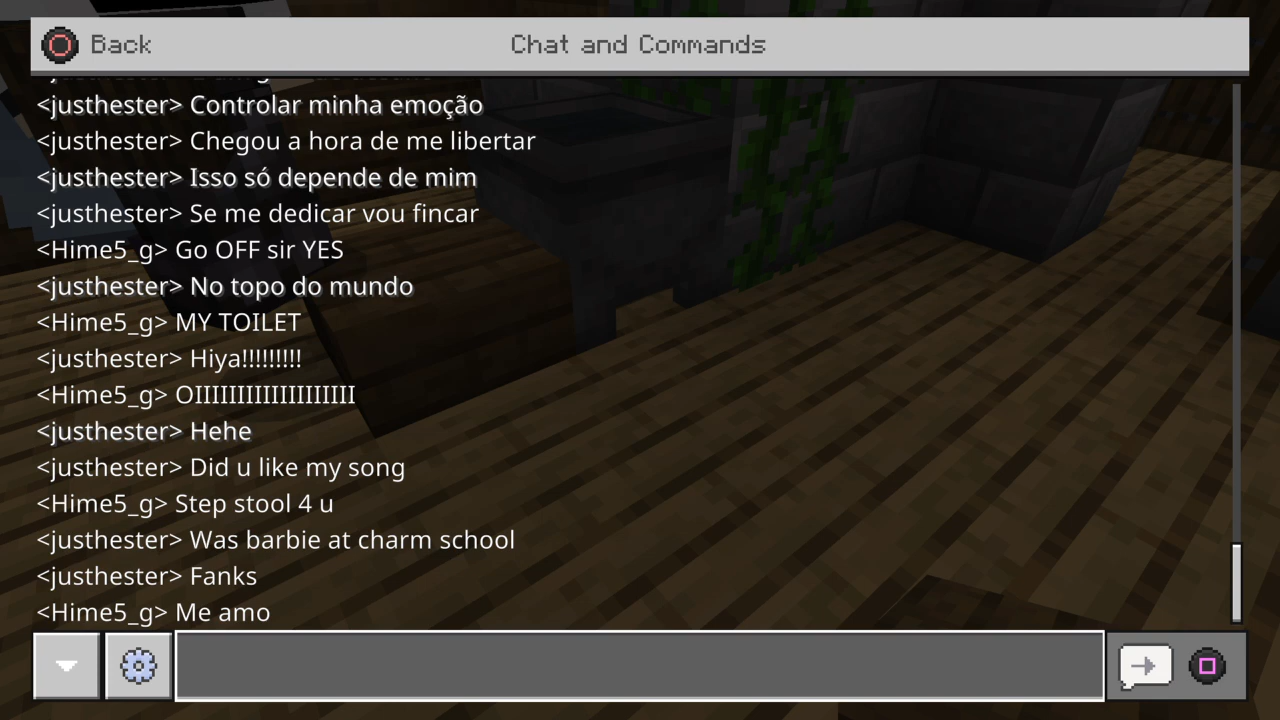 Back
Chat and Commands
<justhester> Controlar minha emoção
<justhester> Chegou a hora de me libertar
<justhester> Isso só depende de mim
<justhester> Se me dedicar vou fincar
<Hime5_g> Go OFF sir YES
<justhester> No topo do mundo
<Hime5_g> MY TOILET
<justhester> Hiya!!!!!!!!!
<Hime5_g> OIIIIIIIIIIIIIIIIIII
<justhester> Hehe
<justhester> Did u like my song
<Hime5_g> Step stool 4 u
<justhester> Was barbie at charm school
<justhester> Fanks
<Hime5_g> Me amo